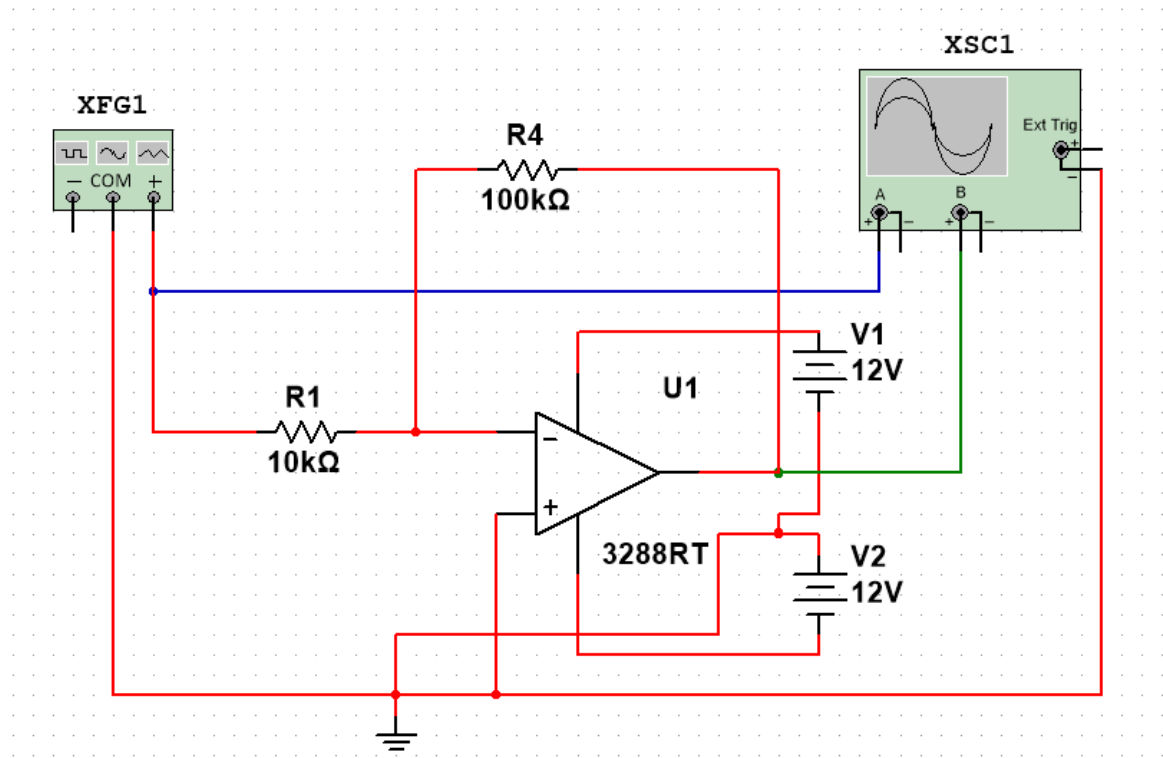 XSC1
XFG1
Ext Trig
+
−
− COM +
A B
+ − + −
R4
100kΩ
V1
12V
U1
R1
10kΩ
−
+
3288RT
V2
12V